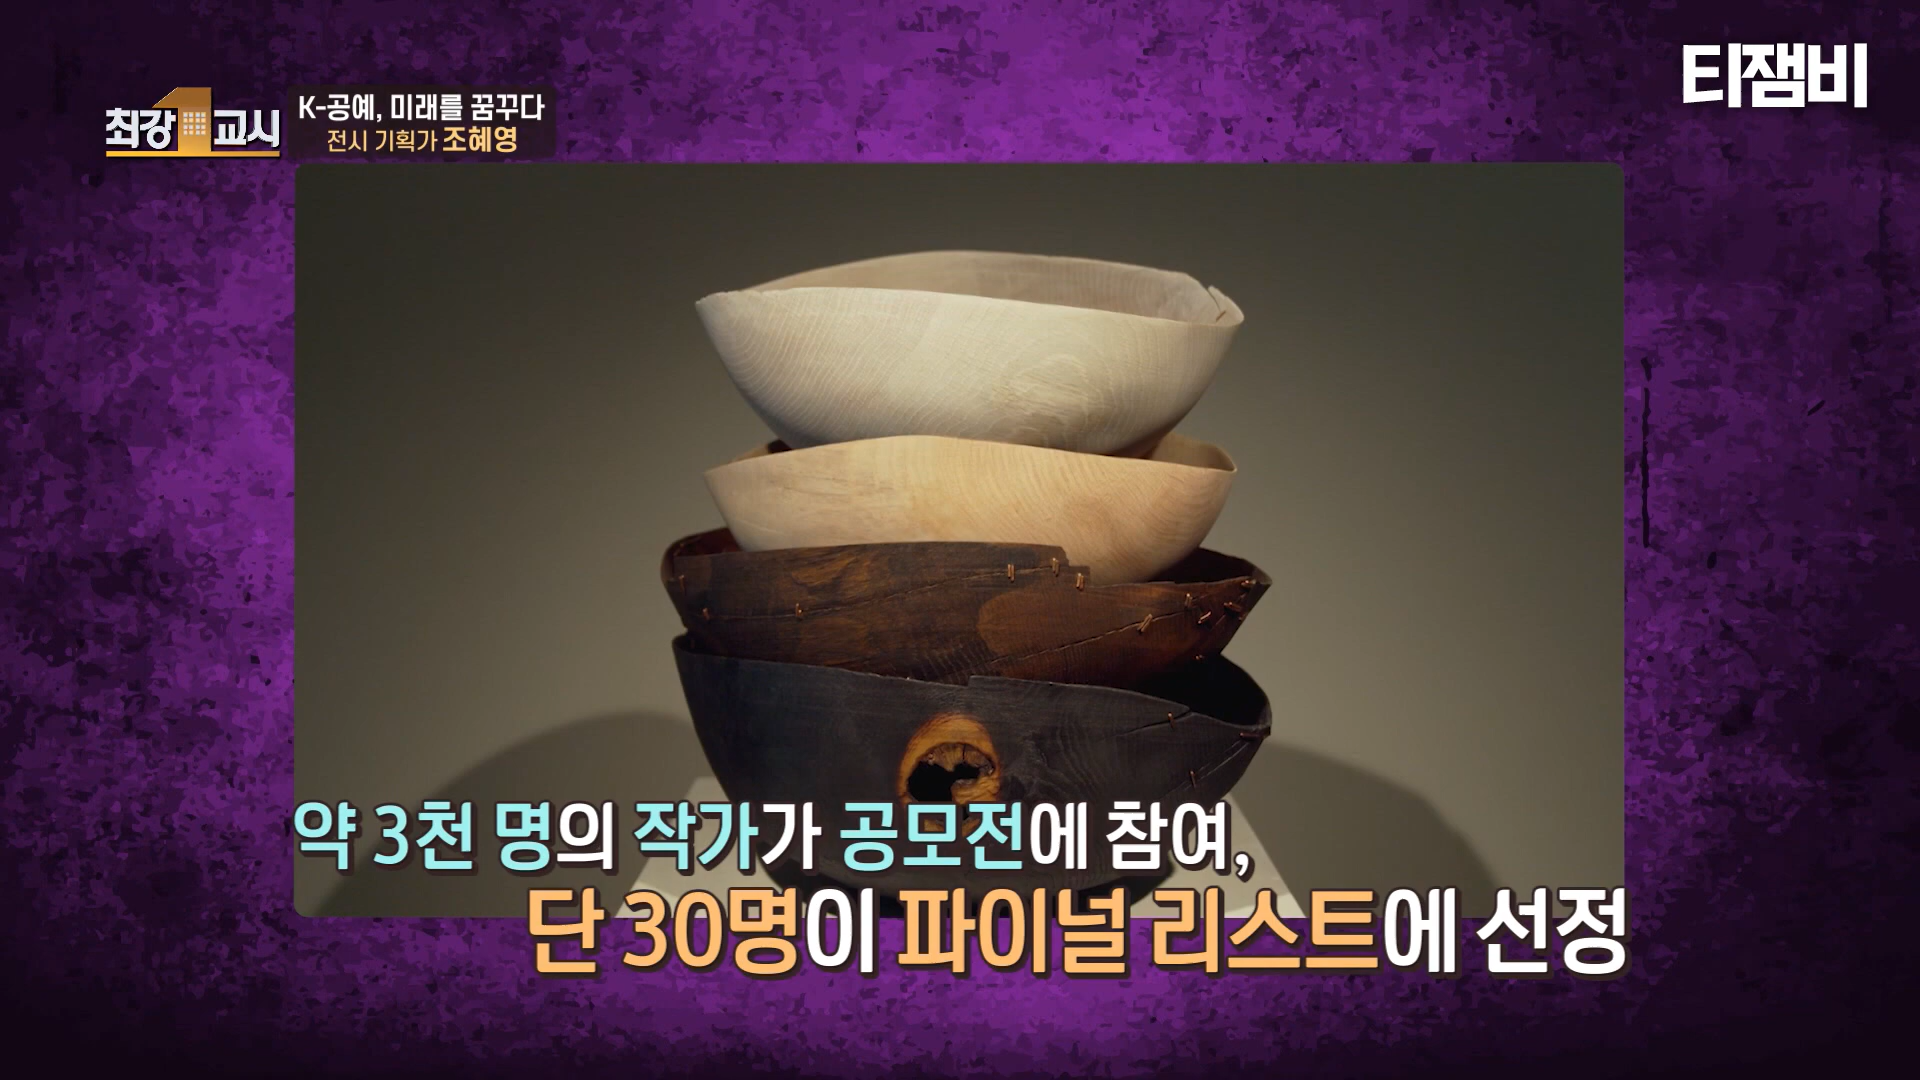 최강1교시
K-공예, 미래를 꿈꾸다
전시 기획가 조혜영
티잼비
약 3천 명의 작가가 공모전에 참여,
단 30명이 파이널 리스트에 선정